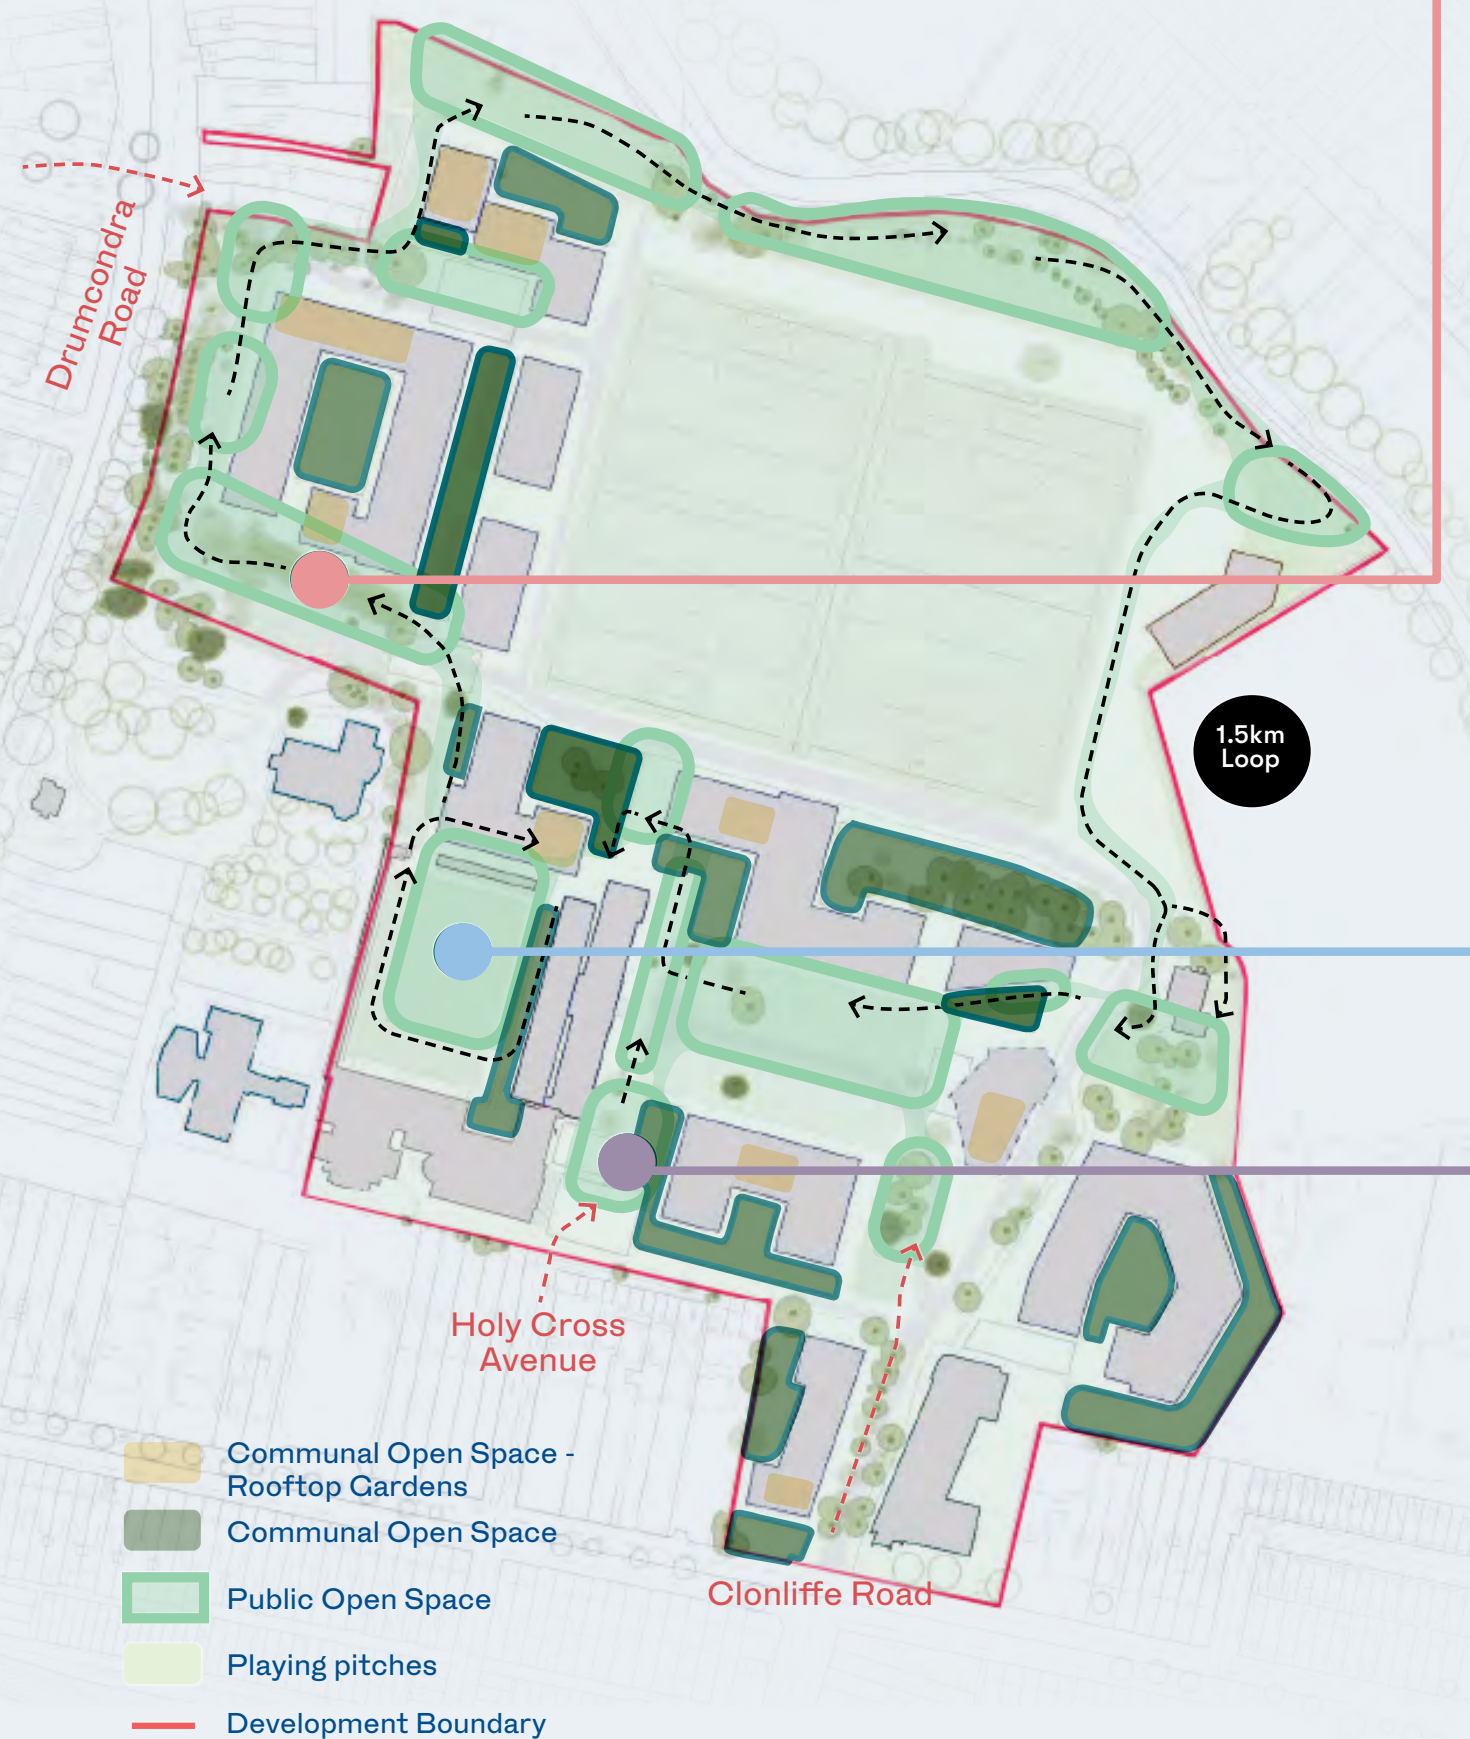 Drumcondra
Road
1.5km
Loop
Holy Cross
Avenue
Clonliffe Road
Communal Open Space -
Rooftop Gardens
Communal Open Space
Public Open Space
Playing pitches
Development Boundary